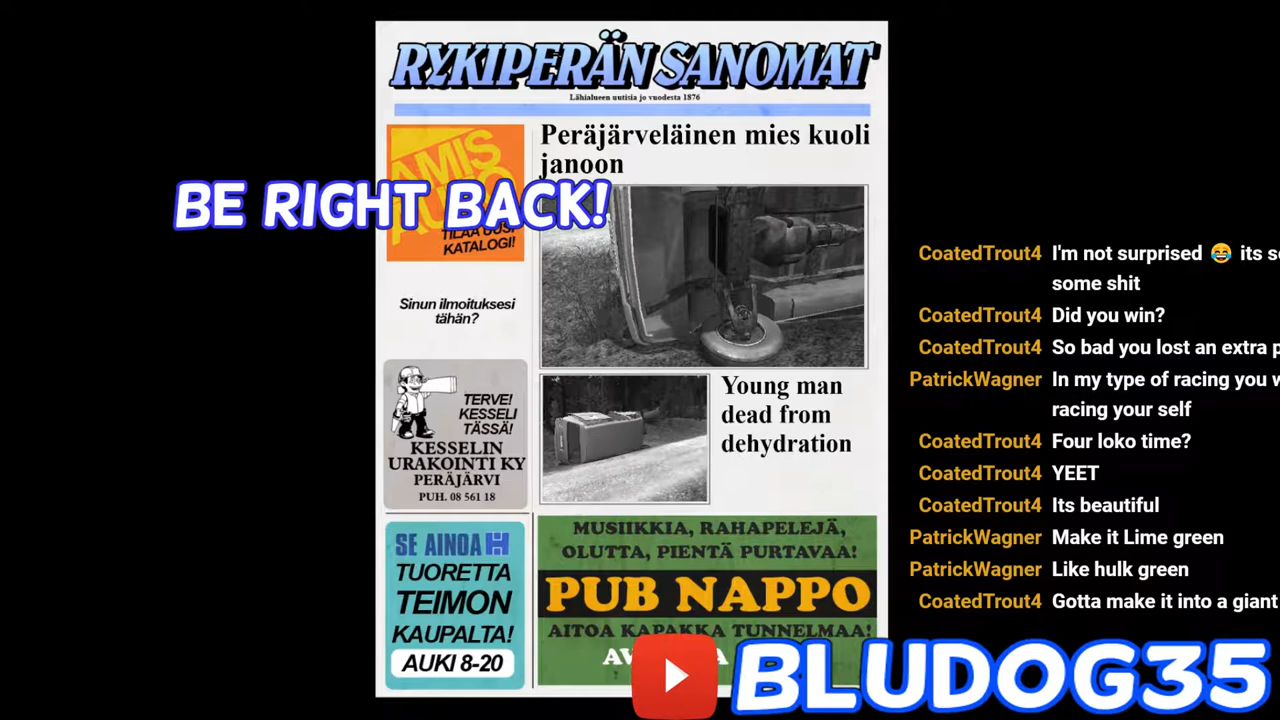 RYKIPERÄN SANOMAT
Lähialueen uutisia jo vuodesta 1876
AMIS
AUTO
TILAA UUSI
KATALOGI!
Peräjärveläinen mies kuoli
janoon
BE RIGHT BACK!
Sinun ilmoituksesi
tähän?
TERVE!
KESSELI
TÄSSÄ!
KESSELIN
URAKOINTI KY
PERÄJÄRVI
PUH. 08 561 18
Young man
dead from
dehydration
SE AINOA H
TUORETTA
TEIMON
KAUPALTA!
AUKI 8-20
MUSIIKKIA, RAHAPELEJÄ,
OLUTTA, PIENTÄ PURTAVAA!
PUB NAPPO
AITOA KAPAKKA TUNNELMAA!
CoatedTrout4 I'm not surprised 😂 its
some shit
CoatedTrout4 Did you win?
CoatedTrout4 So bad you lost an extra
PatrickWagner In my type of racing you
racing your self
CoatedTrout4 Four loko time?
CoatedTrout4 YEET
CoatedTrout4 Its beautiful
PatrickWagner Make it Lime green
PatrickWagner Like hulk green
CoatedTrout4 Gotta make it into a giant
BLUDOG35